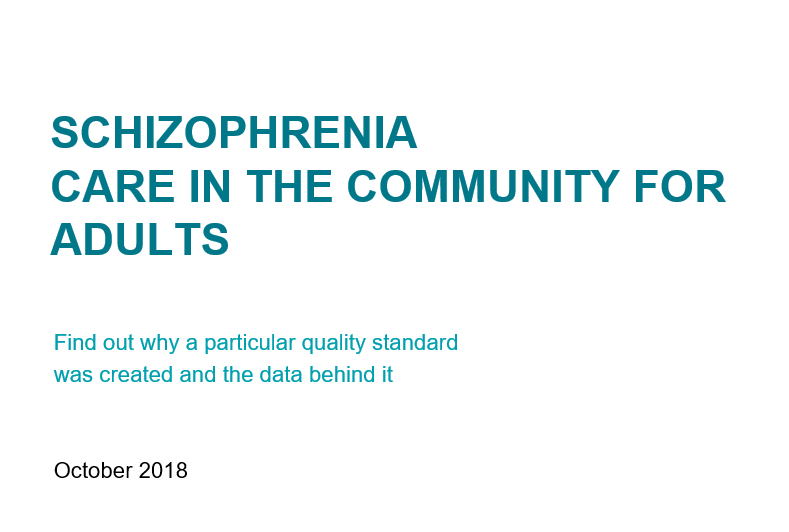 SCHIZOPHRENIA
CARE IN THE COMMUNITY FOR
ADULTS
Find out why a particular quality standard
was created and the data behind it
October 2018